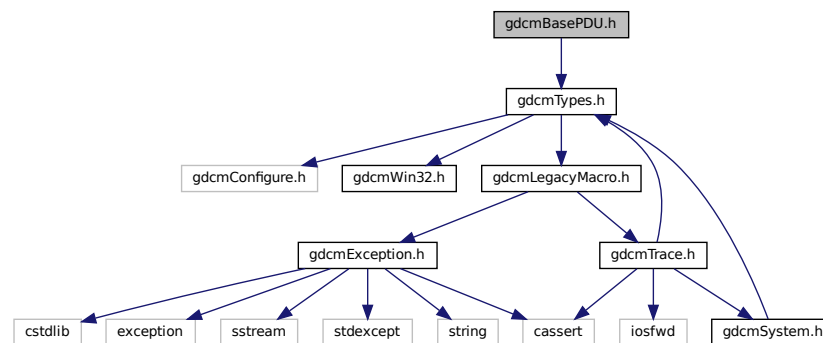 gdcmBasePDU.h
gdcmTypes.h
gdcmConfigure.h
gdcmWin32.h
gdcmLegacyMacro.h
gdcmException.h
gdcmTrace.h
cstdlib
exception
sstream
stdexcept
string
cassert
iosfwd
gdcmSystem.h